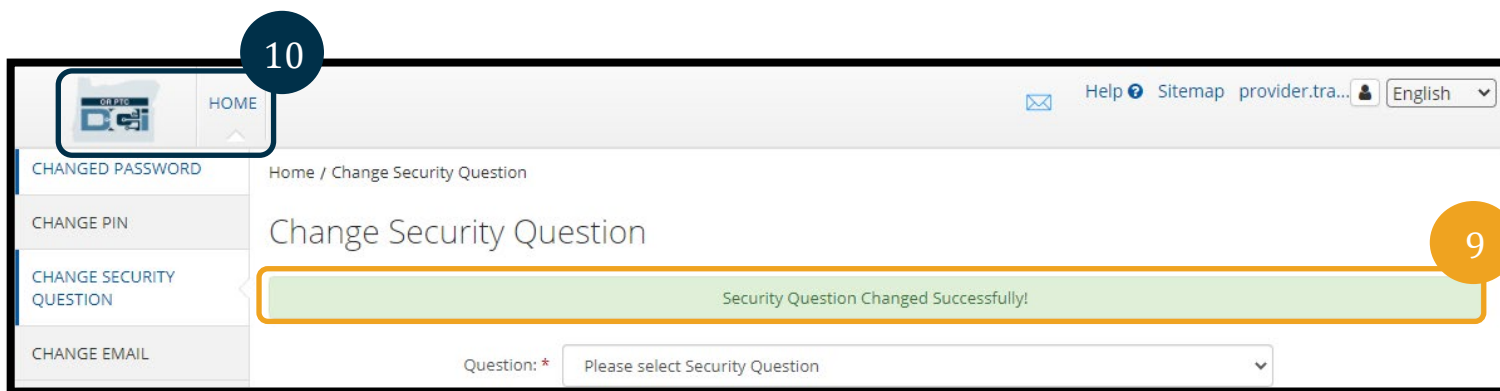 10
OR PTC
DCI
HOME
Help ? Sitemap provider.tra... English
CHANGED PASSWORD
Home / Change Security Question
CHANGE PIN
Change Security Question
9
CHANGE SECURITY
QUESTION
Security Question Changed Successfully!
CHANGE EMAIL
Question: * Please select Security Question